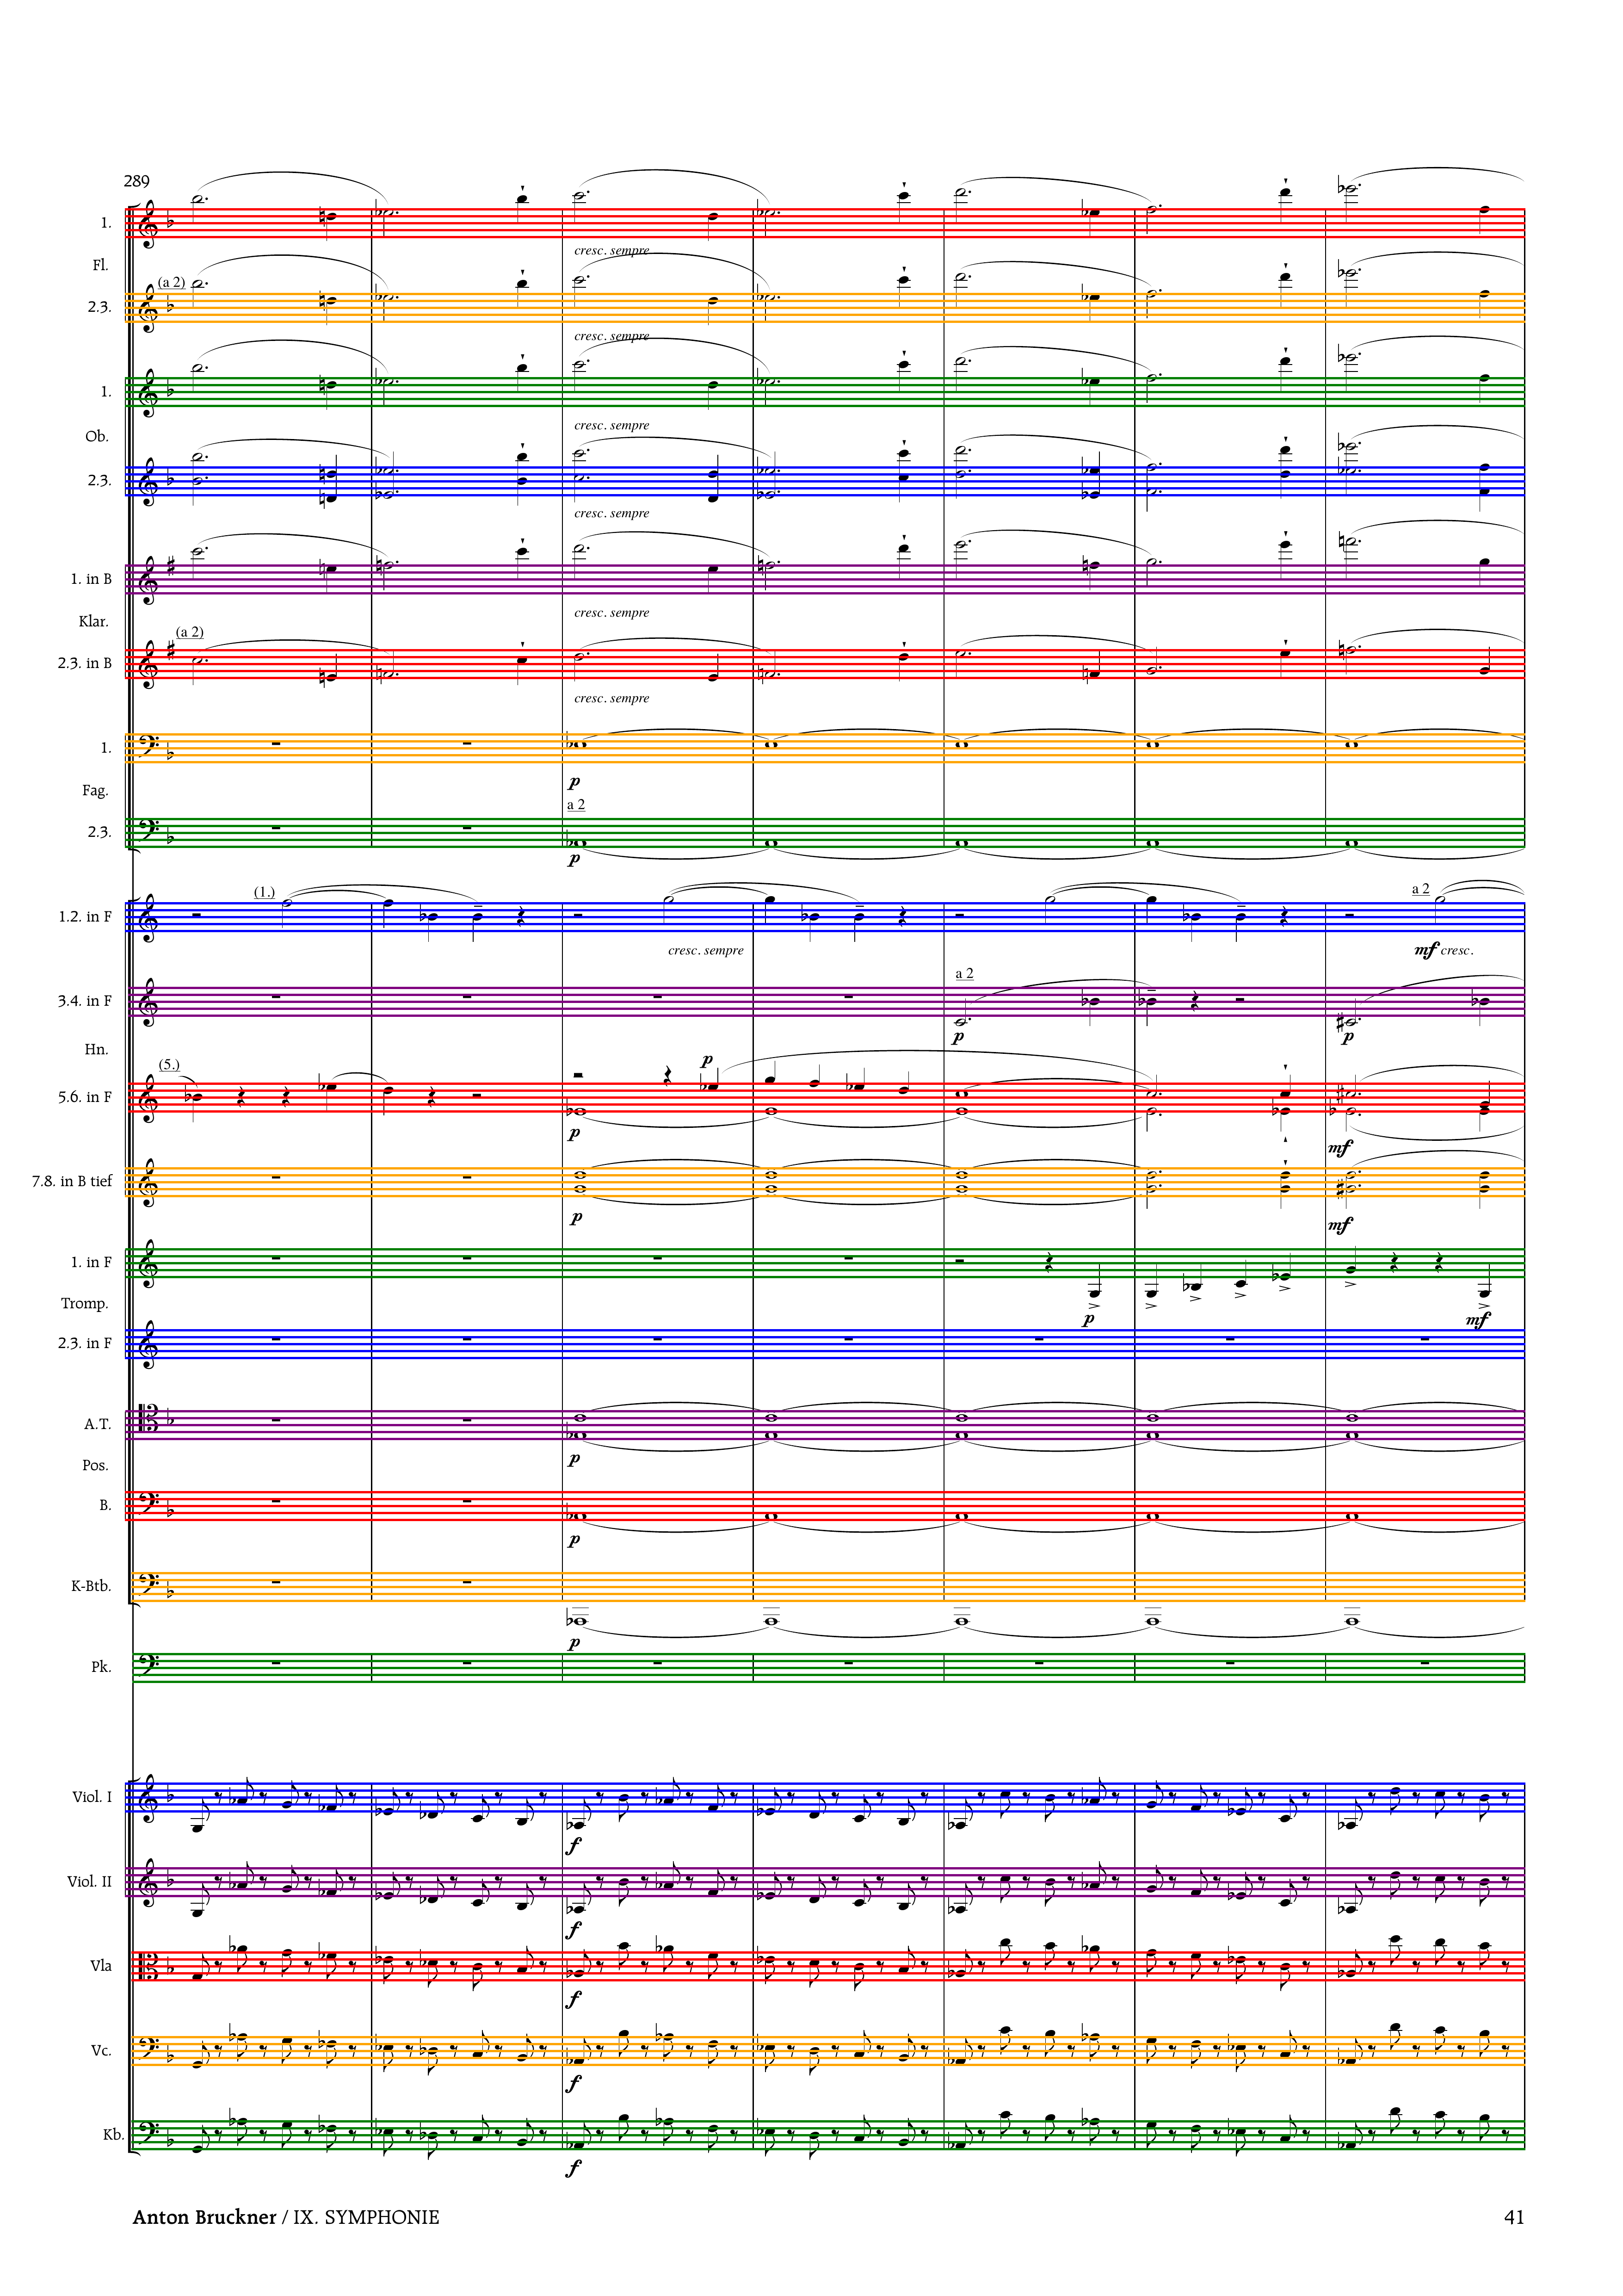 289
1.
Fl.
cresc. sempre
(a 2)
2.3.
cresc. sempre
1.
cresc. sempre
Ob.
2.3.
cresc. sempre
1. in B
cresc. sempre
Klar.
(a 2)
2.3. in B
cresc. sempre
1.
p
Fag.
a 2
2.3.
p
(1.)
a 2
1.2. in F
cresc. sempre
mf cresc.
a 2
3.4. in F
p
p
Hn.
(5.)
p
5.6. in F
p
mf
7.8. in B tief
p
mf
1. in F
Tromp.
p
mf
2.3. in F
A.T.
p
Pos.
B.
p
K-Btb.
p
Pk.
Viol. I
f
Viol. II
f
Vla
f
Vc.
f
Kb.
f
Anton Bruckner / IX. SYMPHONIE
41